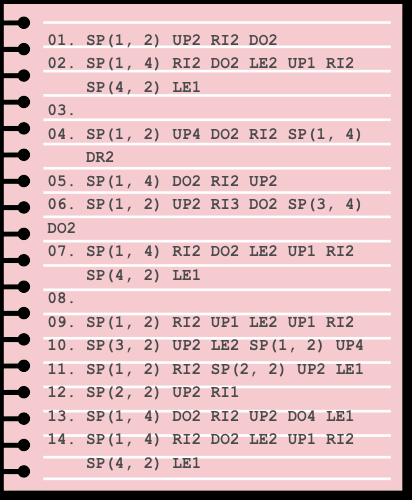 01. SP(1, 2) UP2 RI2 DO2
02. SP(1, 4) RI2 DO2 LE2 UP1 RI2
SP(4, 2) LE1
03.
04. SP(1, 2) UP4 DO2 RI2 SP(1, 4)
DR2
05. SP(1, 4) DO2 RI2 UP2
06. SP(1, 2) UP2 RI3 DO2 SP(3, 4)
DO2
07. SP(1, 4) RI2 DO2 LE2 UP1 RI2
SP(4, 2) LE1
08.
09. SP(1, 2) RI2 UP1 LE2 UP1 RI2
10. SP(3, 2) UP2 LE2 SP(1, 2) UP4
11. SP(1, 2) RI2 SP(2, 2) UP2 LE1
12. SP(2, 2) UP2 RI1
13. SP(1, 4) DO2 RI2 UP2 DO4 LE1
14. SP(1, 4) RI2 DO2 LE2 UP1 RI2
SP(4, 2) LE1